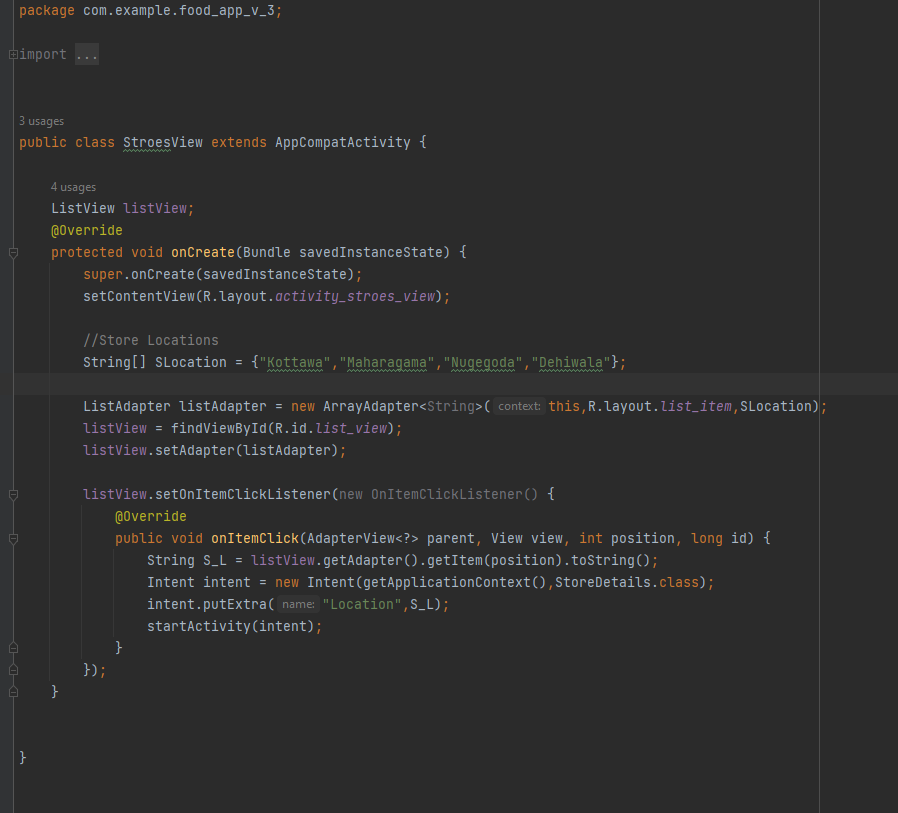 package com.example.food_app_v_3;
import ...
3 usages
public class StroesView extends AppCompatActivity {
4 usages
ListView listView;
@Override
protected void onCreate(Bundle savedInstanceState) {
super.onCreate(savedInstanceState);
setContentView(R.layout.activity_stroes_view);
//Store Locations
String[] SLocation = {"Kottawa","Maharagama","Nugegoda","Dehiwala"};
ListAdapter listAdapter = new ArrayAdapter<String>( context: this,R.layout.list_item,SLocation);
listView = findViewById(R.id.list_view);
listView.setAdapter(listAdapter);
listView.setOnItemClickListener(new OnItemClickListener() {
@Override
public void onItemClick(AdapterView<?> parent, View view, int position, long id) {
String S_L = listView.getAdapter().getItem(position).toString();
Intent intent = new Intent(getApplicationContext(),StoreDetails.class);
intent.putExtra( name: "Location",S_L);
startActivity(intent);
}
});
}
}